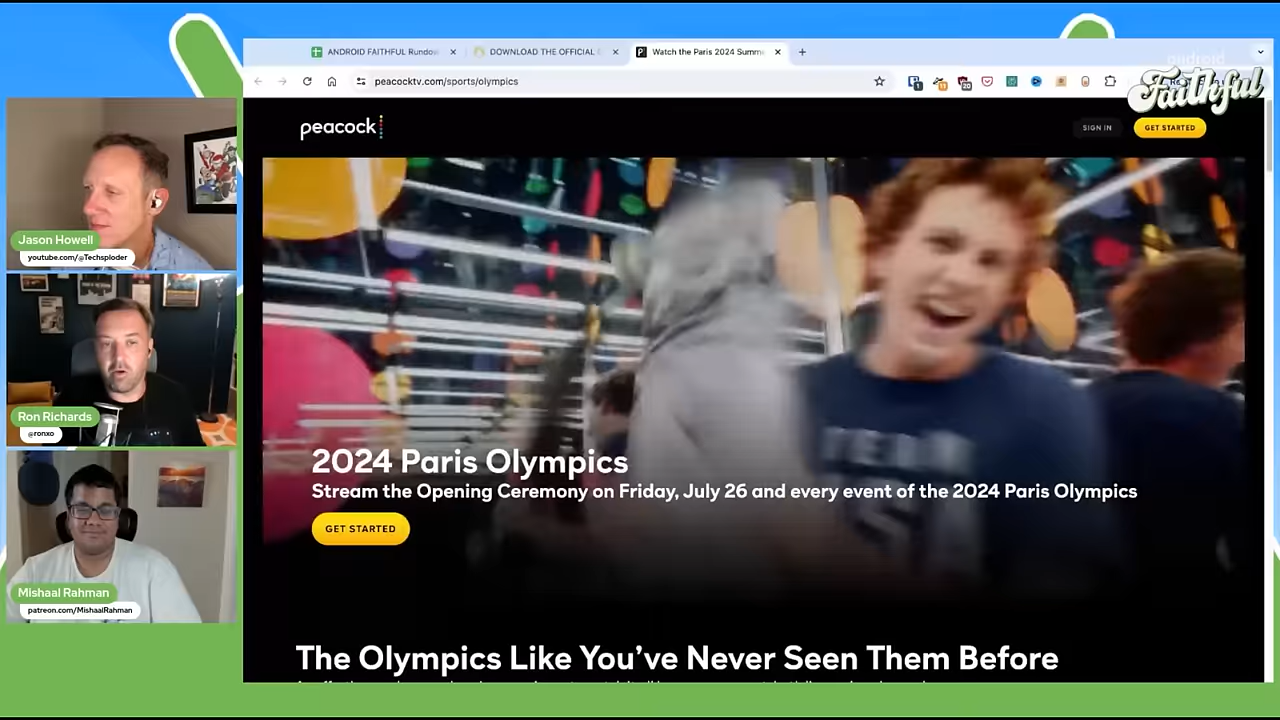 ANDROID FAITHFUL Rundow
DOWNLOAD THE OFFICIAL
Watch the Paris 2024 Summ
peacocktv.com/sports/olympics
android
Faithful
peacock
SIGN IN
GET STARTED
Jason Howell
youtube.com/@Techsploder
Ron Richards
@ronxo
Mishaal Rahman
patreon.com/MishaalRahman
2024 Paris Olympics
Stream the Opening Ceremony on Friday, July 26 and every event of the 2024 Paris Olympics
GET STARTED
The Olympics Like You've Never Seen Them Before